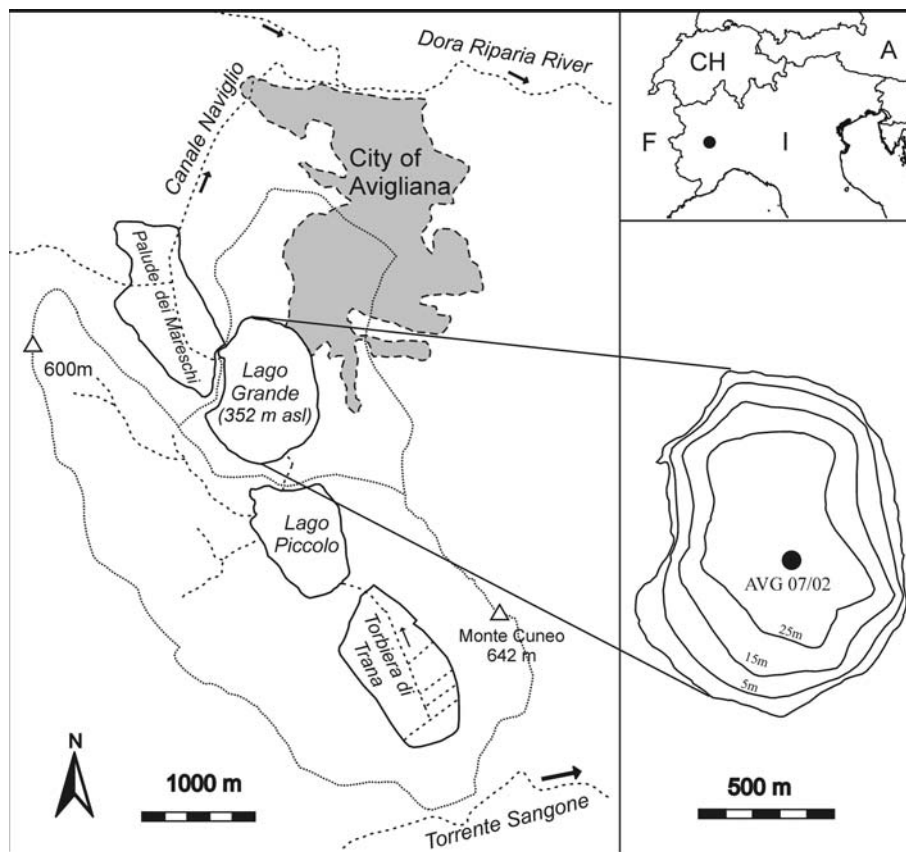 Dora Riparia River
Canale Naviglio
City of
Avigliana
Palude dei Mareschi
600m
Lago
Grande
(352 m asl)
Lago
Piccolo
Torbiera di
Trana
Monte Cuneo
642 m
N
1000 m
Torrente Sangone
CH
A
F
I
AVG 07/02
25m
15m
5m
500 m